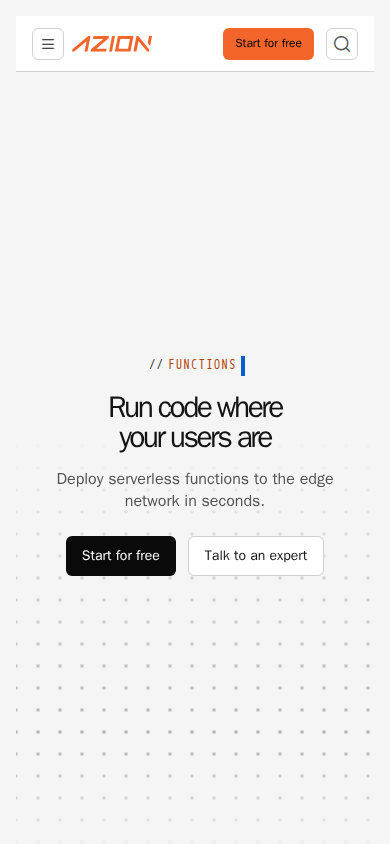 AZION
Start for free
// FUNCTIONS
Run code where
your users are
Deploy serverless functions to the edge
network in seconds.
Start for free
Talk to an expert